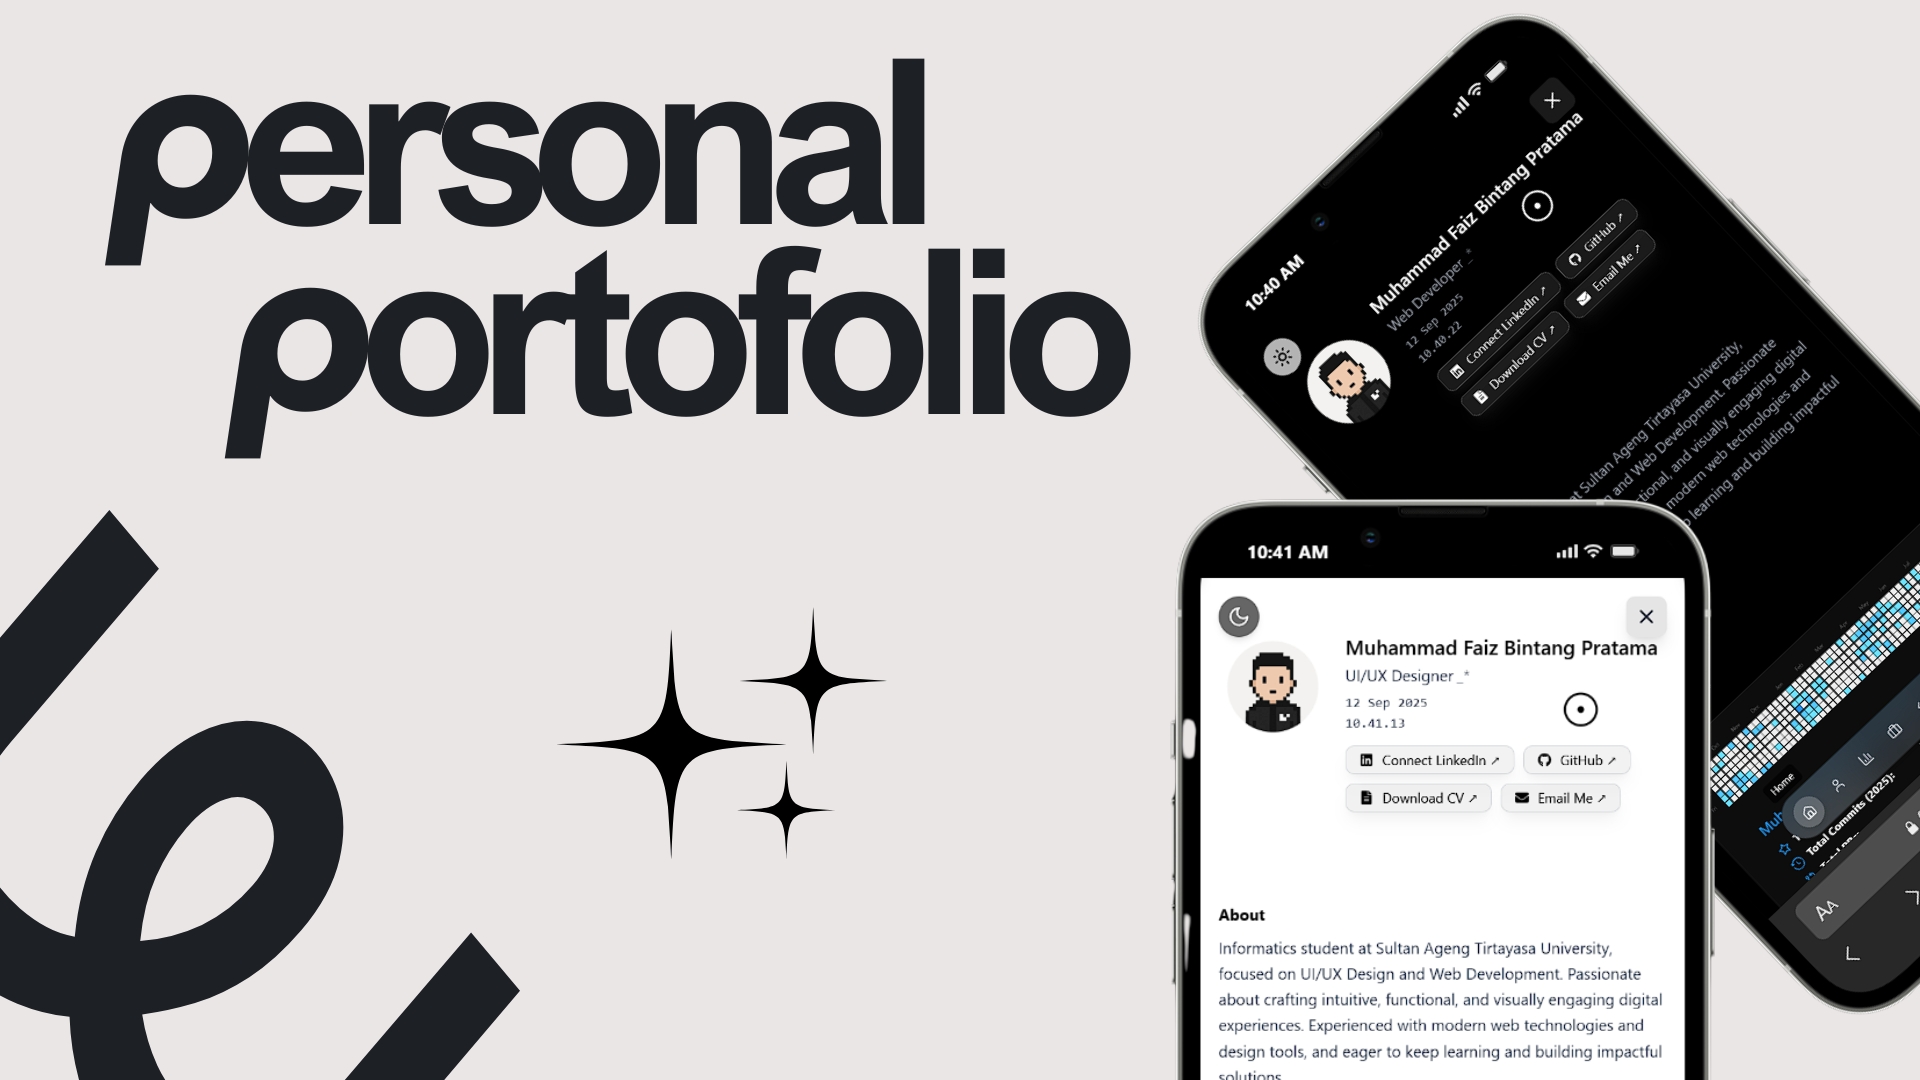 personal
portofolio
10:40 AM
Muhammad Faiz Bintang Pratama
Web Developer _*
12 Sep 2025
10.40.22
Connect LinkedIn ↗
GitHub ↗
Download CV ↗
Email Me ↗
at Sultan Ageng Tirtayasa University,
and Web Development. Passionate
and visually engaging digital
modern web technologies and
learning and building impactful
Home
Total Commits (2025):
AA
10:41 AM
Muhammad Faiz Bintang Pratama
UI/UX Designer _*
12 Sep 2025
10.41.13
Connect LinkedIn ↗
GitHub ↗
Download CV ↗
Email Me ↗
About
Informatics student at Sultan Ageng Tirtayasa University,
focused on UI/UX Design and Web Development. Passionate
about crafting intuitive, functional, and visually engaging digital
experiences. Experienced with modern web technologies and
design tools, and eager to keep learning and building impactful
solutions.